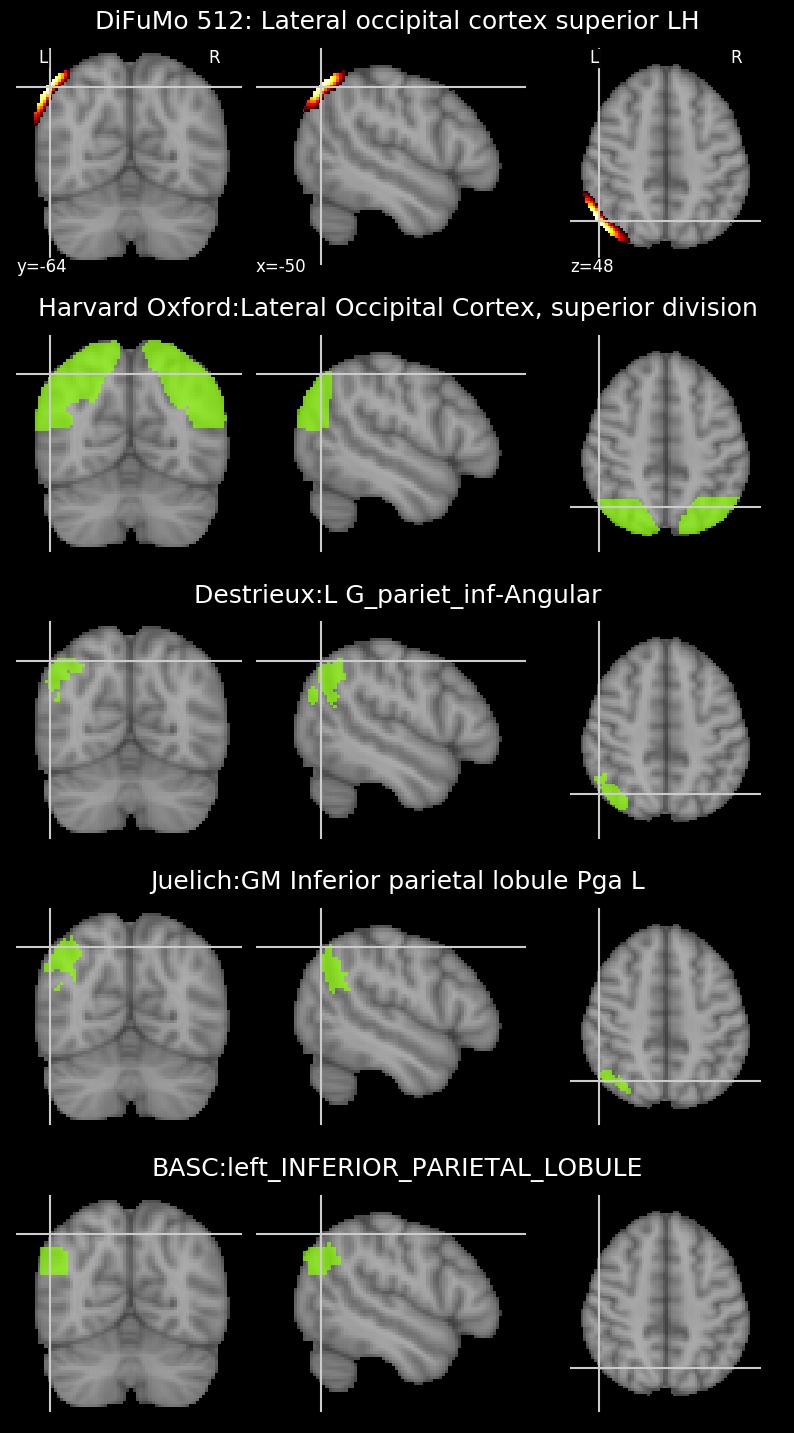 DiFuMo 512: Lateral occipital cortex superior LH
L R L R
y=-64 x=-50 z=48
Harvard Oxford:Lateral Occipital Cortex, superior division
Destrieux:L G_pariet_inf-Angular
Juelich:GM Inferior parietal lobule Pga L
BASC:left_INFERIOR_PARIETAL_LOBULE